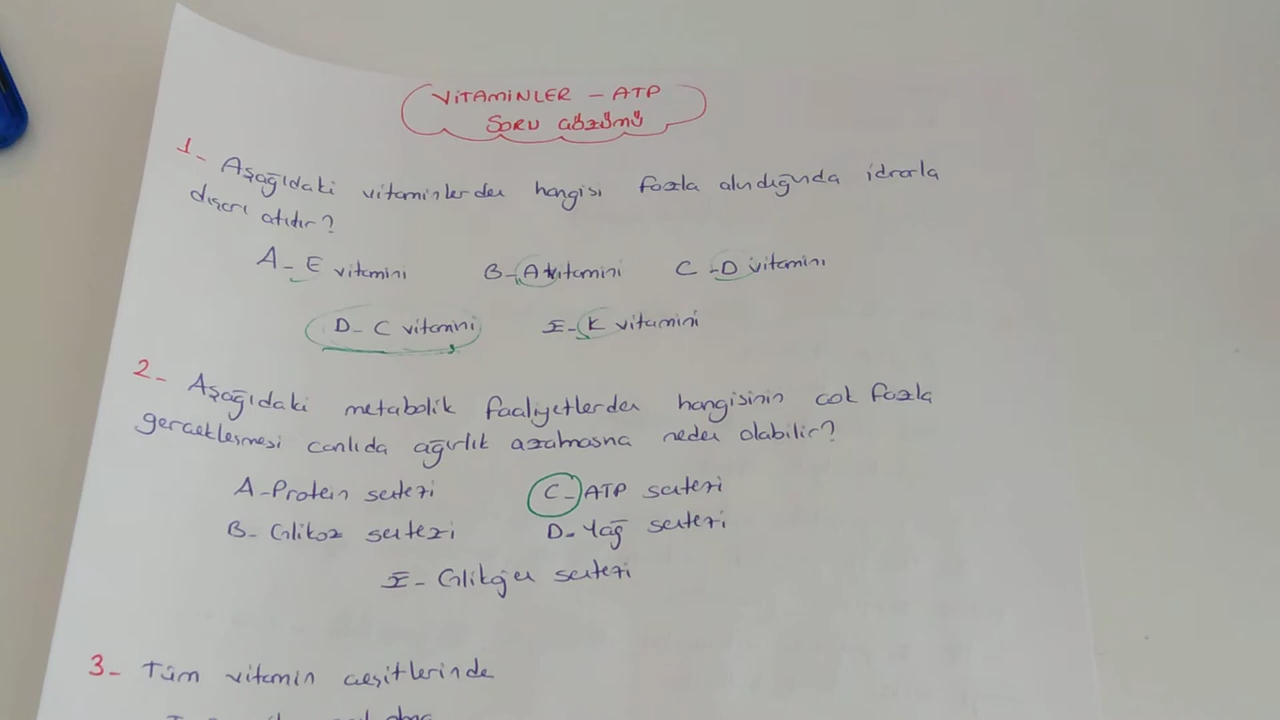 VİTAMİNLER - ATP
SORU ÇÖZÜMÜ
1- Aşağıdaki vitaminlerden hangisi fazla alındığında idrarla
dışarı atılır?
A- E vitamini B- A vitamini C- D vitamini
D- C vitamini E- K vitamini
2- Aşağıdaki metabolik faaliyetlerden hangisinin çok fazla
gerçekleşmesi canlıda ağırlık azalmasına neden olabilir?
A- Protein sentezi C- ATP sentezi
B- Glikoz sentezi D- Yağ sentezi
E- Glikojen sentezi
3- Tüm vitamin çeşitlerinde